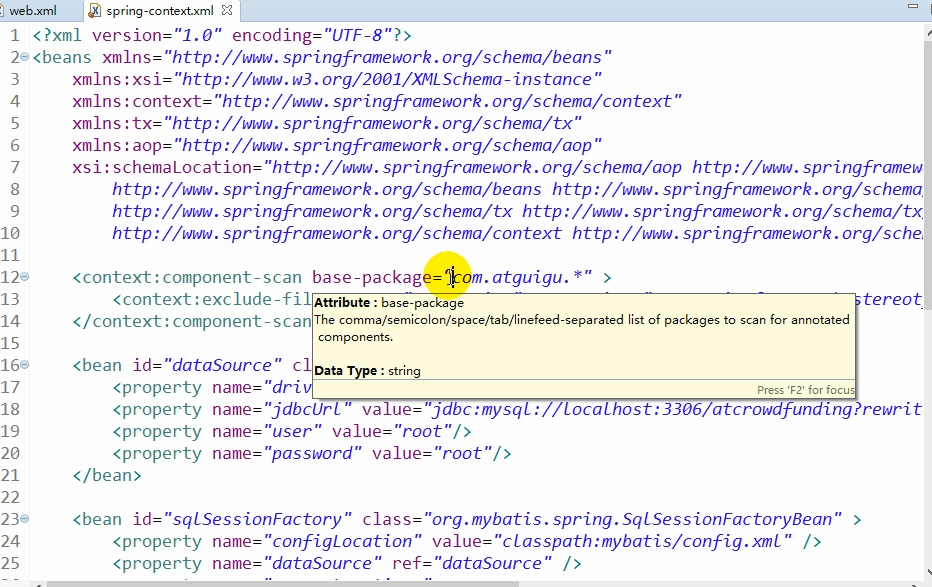 web.xml spring-context.xml
1 <?xml version="1.0" encoding="UTF-8"?>
2 <beans xmlns="http://www.springframework.org/schema/beans"
3 xmlns:xsi="http://www.w3.org/2001/XMLSchema-instance"
4 xmlns:context="http://www.springframework.org/schema/context"
5 xmlns:tx="http://www.springframework.org/schema/tx"
6 xmlns:aop="http://www.springframework.org/schema/aop"
7 xsi:schemaLocation="http://www.springframework.org/schema/aop http://www.springframew
8 http://www.springframework.org/schema/beans http://www.springframework.org/schema,
9 http://www.springframework.org/schema/tx http://www.springframework.org/schema/tx,
10 http://www.springframework.org/schema/context http://www.springframework.org/sche
11
12 <context:component-scan base-package="com.atguigu.*" >
13 <context:exclude-fil stereot
14 </context:component-scan
Attribute : base-package
The comma/semicolon/space/tab/linefeed-separated list of packages to scan for annotated
components.
Data Type : string
Press 'F2' for focus
15
16 <bean id="dataSource" cl
17 <property name="driv
18 <property name="jdbcUrl" value="jdbc:mysql://localhost:3306/atcrowdfunding?rewrit
19 <property name="user" value="root"/>
20 <property name="password" value="root"/>
21 </bean>
22
23 <bean id="sqlSessionFactory" class="org.mybatis.spring.SqlSessionFactoryBean" >
24 <property name="configLocation" value="classpath:mybatis/config.xml" />
25 <property name="dataSource" ref="dataSource" />